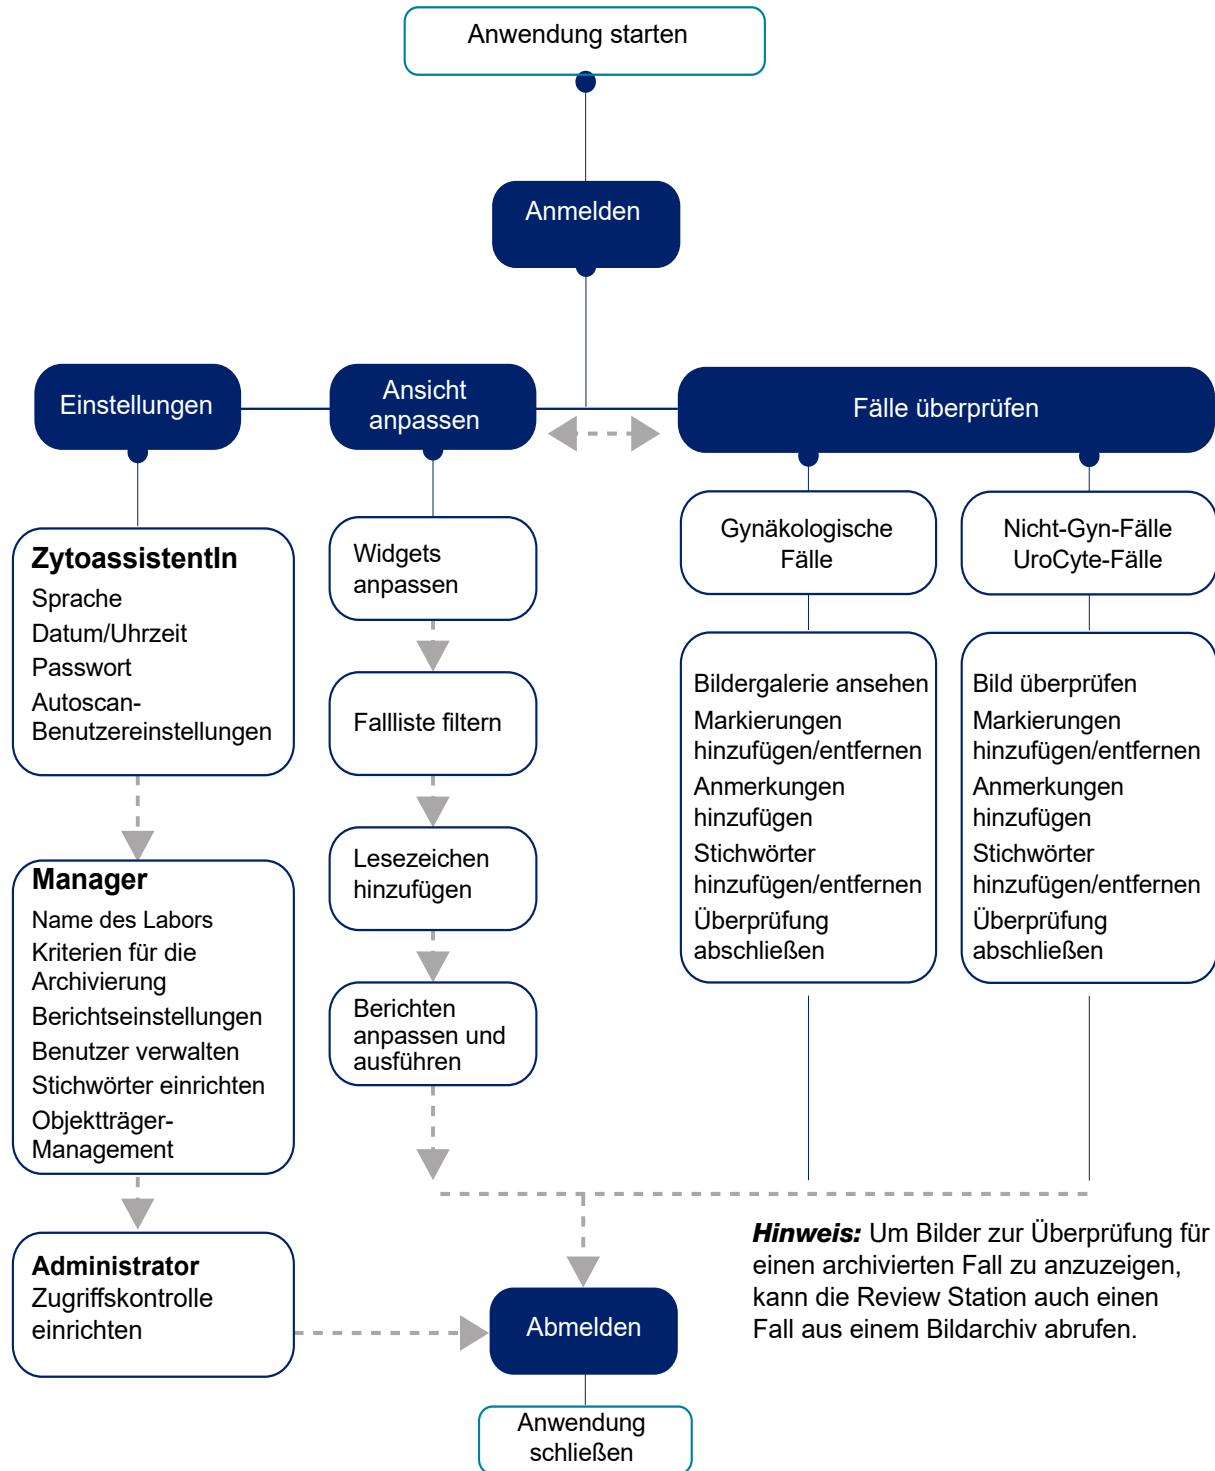 Anwendung starten
Anmelden
Einstellungen
Ansicht
anpassen
Fälle überprüfen
ZytoassistentIn
Sprache
Datum/Uhrzeit
Passwort
Autoscan-
Benutzereinstellungen
Manager
Name des Labors
Kriterien für die
Archivierung
Berichtseinstellungen
Benutzer verwalten
Stichwörter einrichten
Objektträger-
Management
Administrator
Zugriffskontrolle
einrichten
Widgets
anpassen
Fallliste filtern
Lesezeichen
hinzufügen
Berichten
anpassen und
ausführen
Gynäkologische
Fälle
Bildergalerie ansehen
Markierungen
hinzufügen/entfernen
Anmerkungen
hinzufügen
Stichwörter
hinzufügen/entfernen
Überprüfung
abschließen
Nicht-Gyn-Fälle
UroCyte-Fälle
Bild überprüfen
Markierungen
hinzufügen/entfernen
Anmerkungen
hinzufügen
Stichwörter
hinzufügen/entfernen
Überprüfung
abschließen
Hinweis: Um Bilder zur Überprüfung für
einen archivierten Fall zu anzuzeigen,
kann die Review Station auch einen
Fall aus einem Bildarchiv abrufen.
Abmelden
Anwendung
schließen